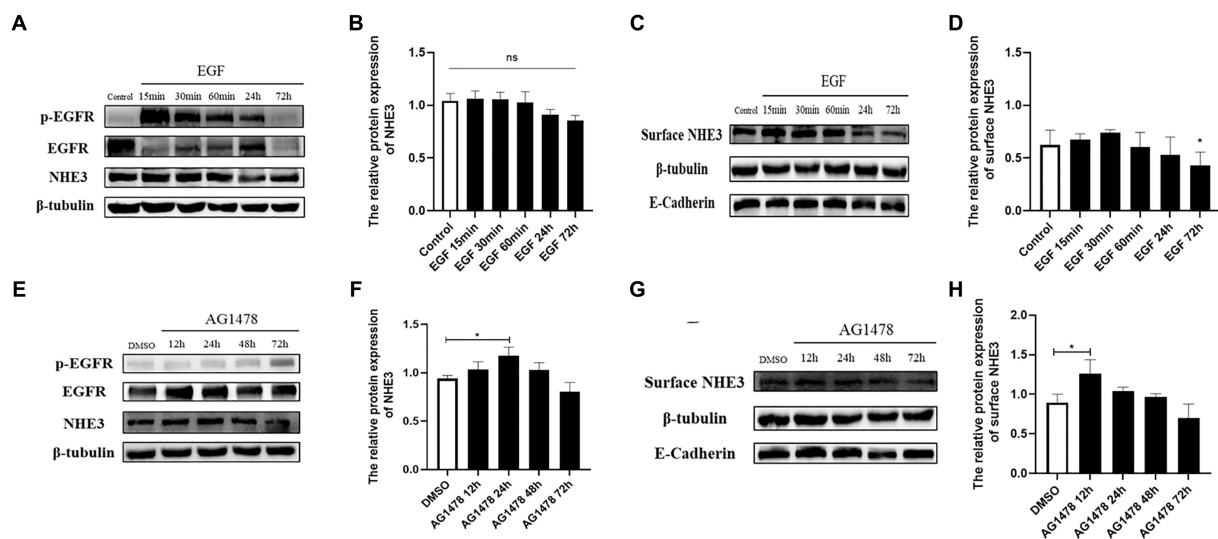 A
EGF
Control 15min 30min 60min 24h 72h
p-EGFR
EGFR
NHE3
β-tubulin
B
The relative protein expression
of NHE3
1.5
1.0
0.5
0.0
ns
Control
EGF 15min
EGF 30min
EGF 60min
EGF 24h
EGF 72h
C
EGF
Control 15min 30min 60min 24h 72h
Surface NHE3
β-tubulin
E-Cadherin
D
The relative protein expression
of surface NHE3
1.5
1.0
0.5
0.0
*
Control
EGF 15min
EGF 30min
EGF 60min
EGF 24h
EGF 72h
E
AG1478
DMSO 12h 24h 48h 72h
p-EGFR
EGFR
NHE3
β-tubulin
F
The relative protein expression
of NHE3
1.5
1.0
0.5
0.0
*
DMSO
AG1478 12h
AG1478 24h
AG1478 48h
AG1478 72h
G
AG1478
DMSO 12h 24h 48h 72h
Surface NHE3
β-tubulin
E-Cadherin
H
The relative protein expression
of surface NHE3
2.0
1.5
1.0
0.5
0.0
*
DMSO
AG1478 12h
AG1478 24h
AG1478 48h
AG1478 72h